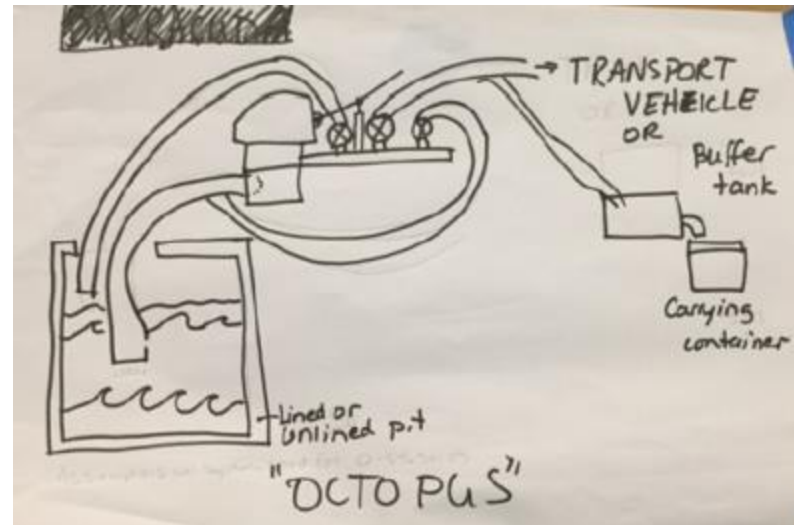 → TRANSPORT
VEHEICLE
OR
Buffer
tank
Carrying
container
Lined or
Unlined pit
"OCTOPUS"